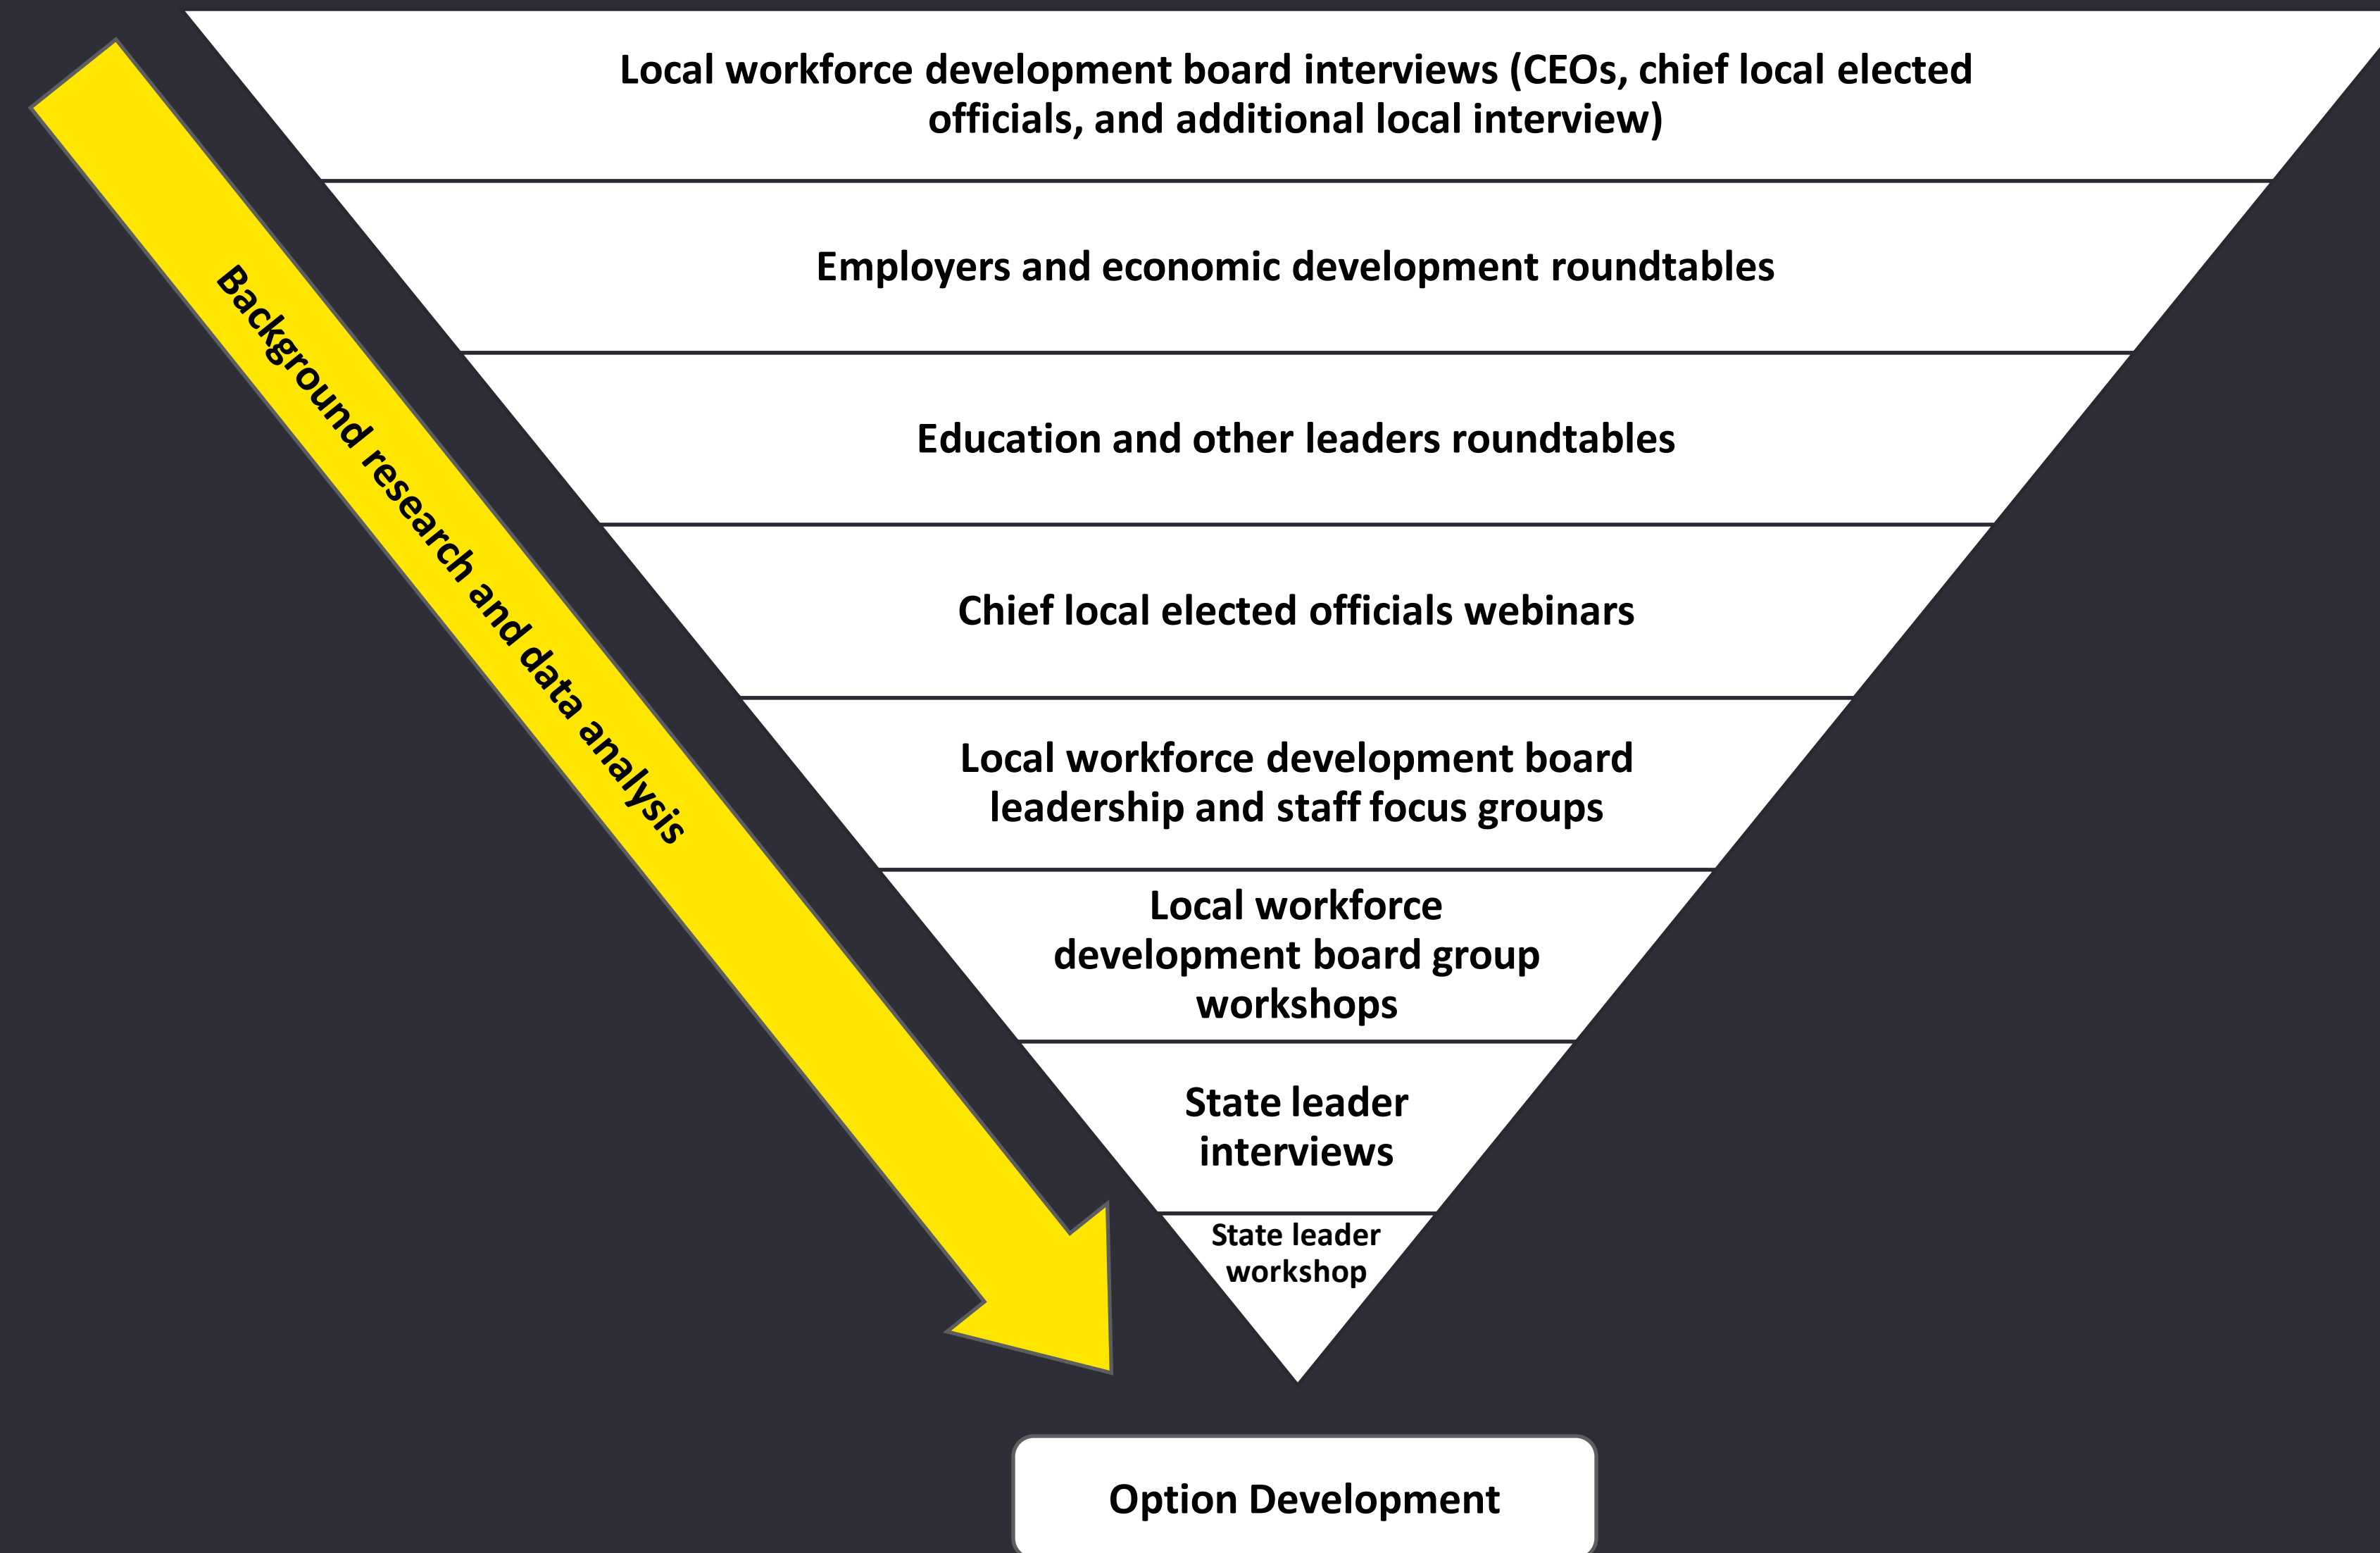 Local workforce development board interviews (CEOs, chief local elected
officials, and additional local interview)
Employers and economic development roundtables
Education and other leaders roundtables
Chief local elected officials webinars
Local workforce development board
leadership and staff focus groups
Local workforce
development board group
workshops
State leader
interviews
State leader
workshop
Background research and data analysis
Option Development